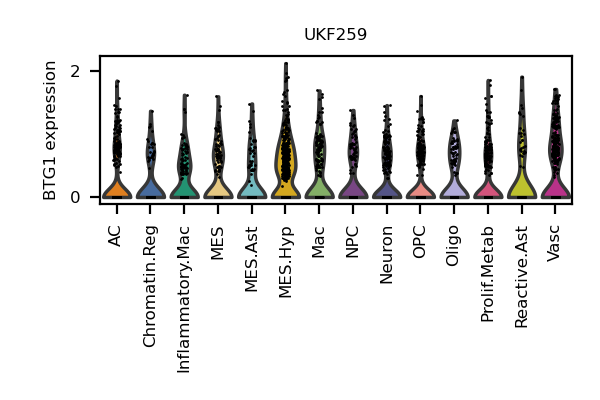 UKF259
BTG1 expression
2
0
AC
Chromatin.Reg
Inflammatory.Mac
MES
MES.Ast
MES.Hyp
Mac
NPC
Neuron
OPC
Oligo
Prolif.Metab
Reactive.Ast
Vasc